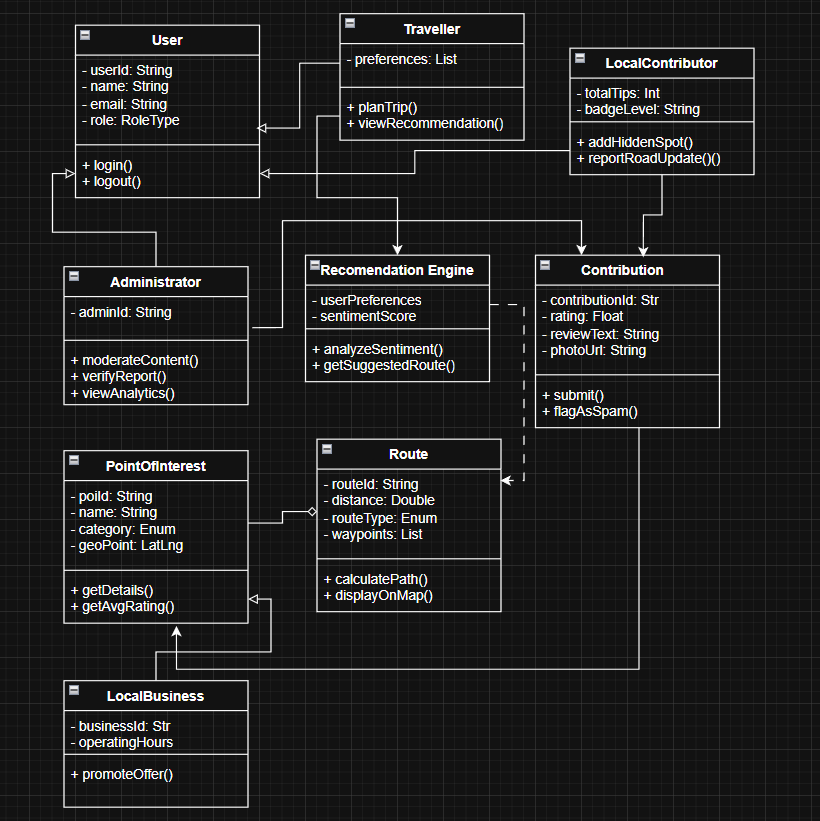 User
- userId: String
- name: String
- email: String
- role: RoleType
+ login()
+ logout()
Traveller
- preferences: List
+ planTrip()
+ viewRecommendation()
LocalContributor
- totalTips: Int
- badgeLevel: String
+ addHiddenSpot()
+ reportRoadUpdate()()
Administrator
- adminId: String
+ moderateContent()
+ verifyReport()
+ viewAnalytics()
Recomendation Engine
- userPreferences
- sentimentScore
+ analyzeSentiment()
+ getSuggestedRoute()
Contribution
- contributionId: Str
- rating: Float
- reviewText: String
- photoUrl: String
+ submit()
+ flagAsSpam()
PointOfInterest
- poiId: String
- name: String
- category: Enum
- geoPoint: LatLng
+ getDetails()
+ getAvgRating()
Route
- routeId: String
- distance: Double
- routeType: Enum
- waypoints: List
+ calculatePath()
+ displayOnMap()
LocalBusiness
- businessId: Str
- operatingHours
+ promoteOffer()